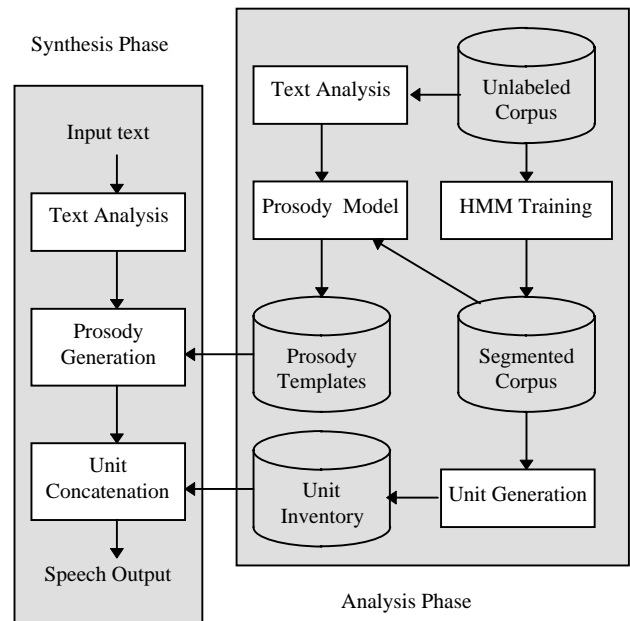 Synthesis Phase
Input text
Text Analysis
Prosody
Generation
Unit
Concatenation
Speech Output
Text Analysis
Unlabeled
Corpus
Prosody Model
HMM Training
Prosody
Templates
Segmented
Corpus
Unit
Inventory
Unit Generation
Analysis Phase